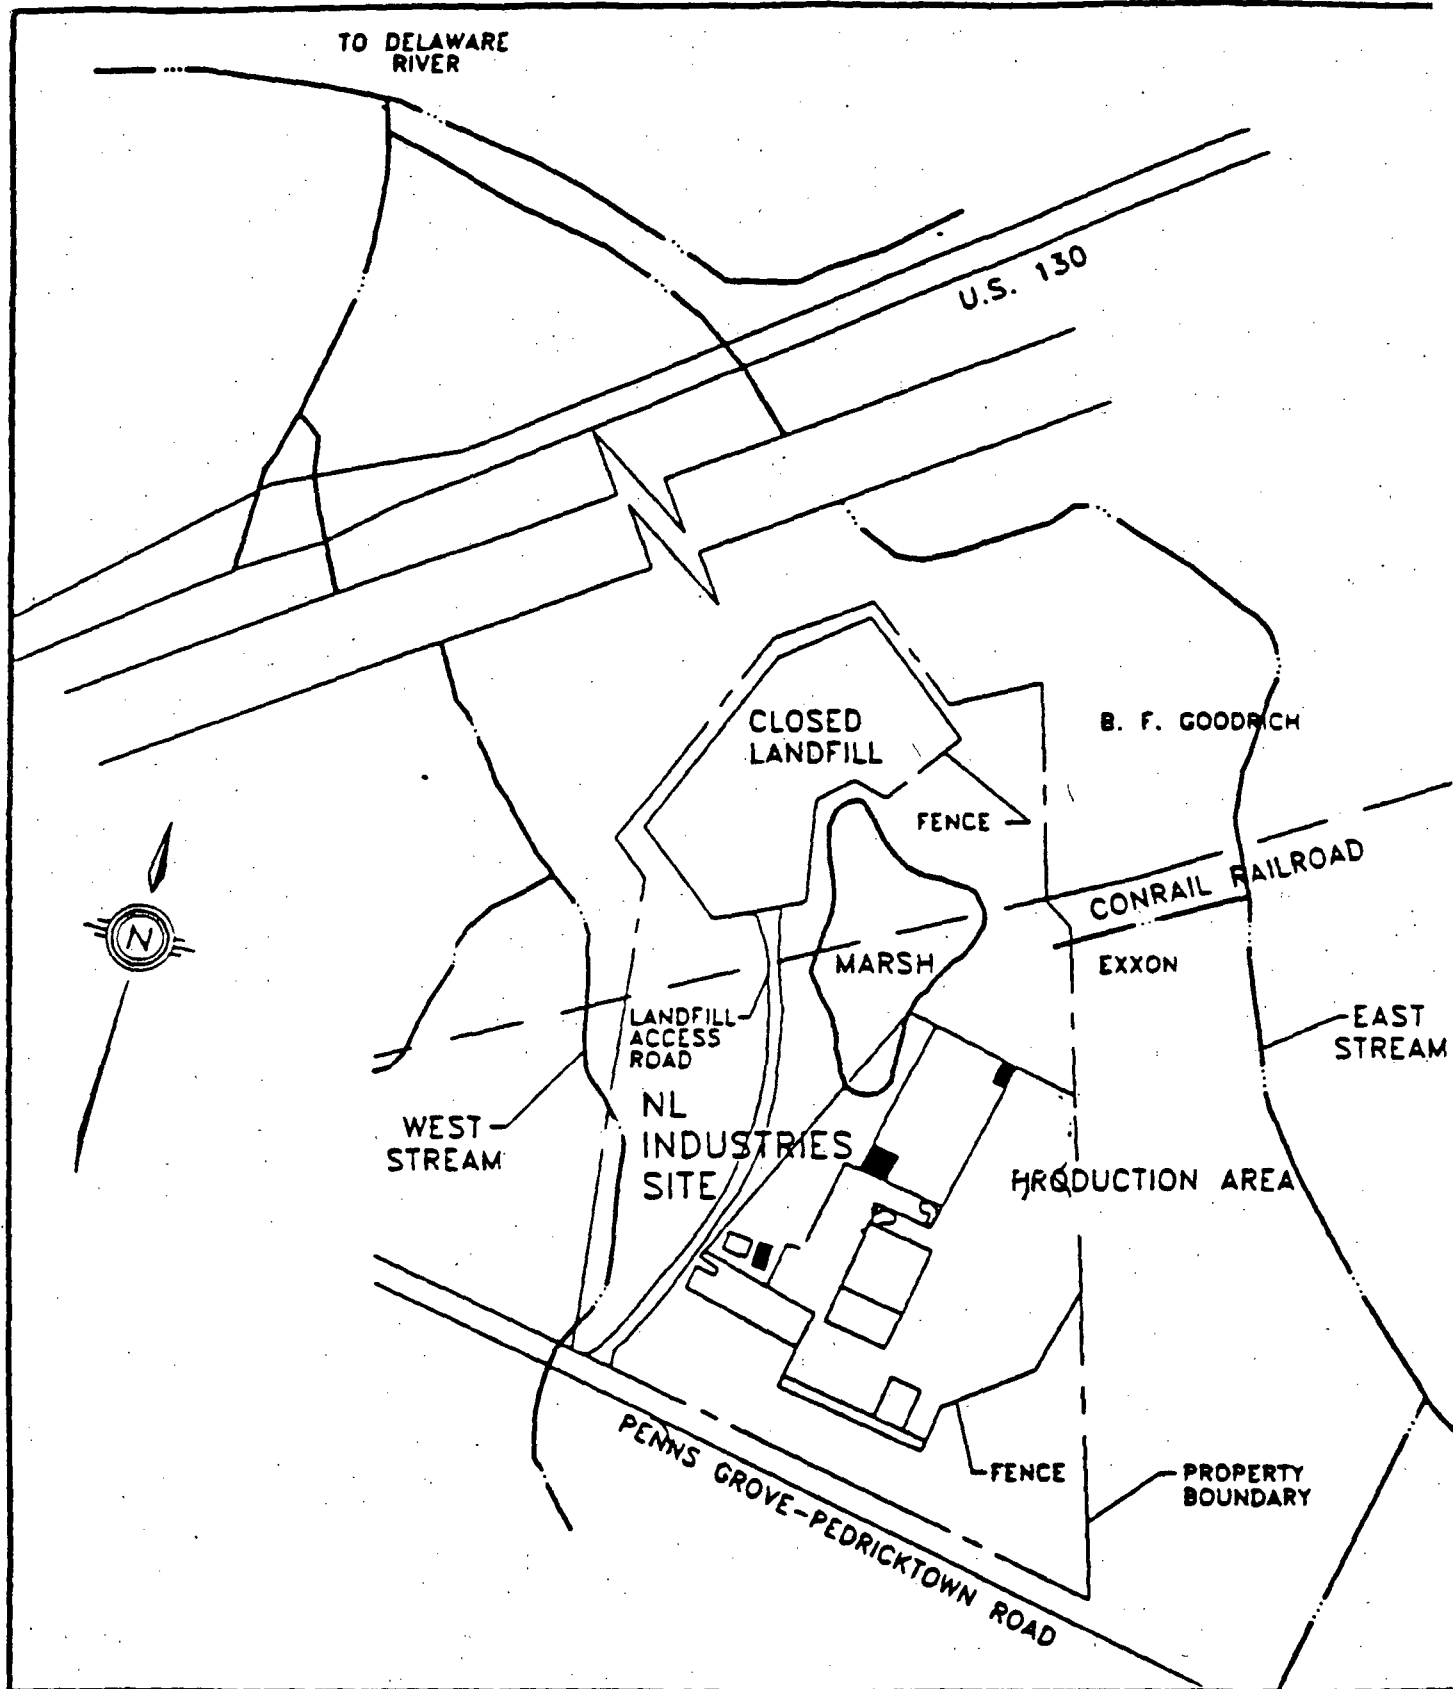 TO DELAWARE
RIVER
U.S. 130
CLOSED
LANDFILL
B. F. GOODRICH
FENCE
CONRAIL RAILROAD
N
MARSH
EXXON
LANDFILL
ACCESS
ROAD
EAST
STREAM
WEST
STREAM
NL
INDUSTRIES
SITE
PRODUCTION AREA
PENNS GROVE-PEDRICKTOWN ROAD
FENCE
PROPERTY
BOUNDARY